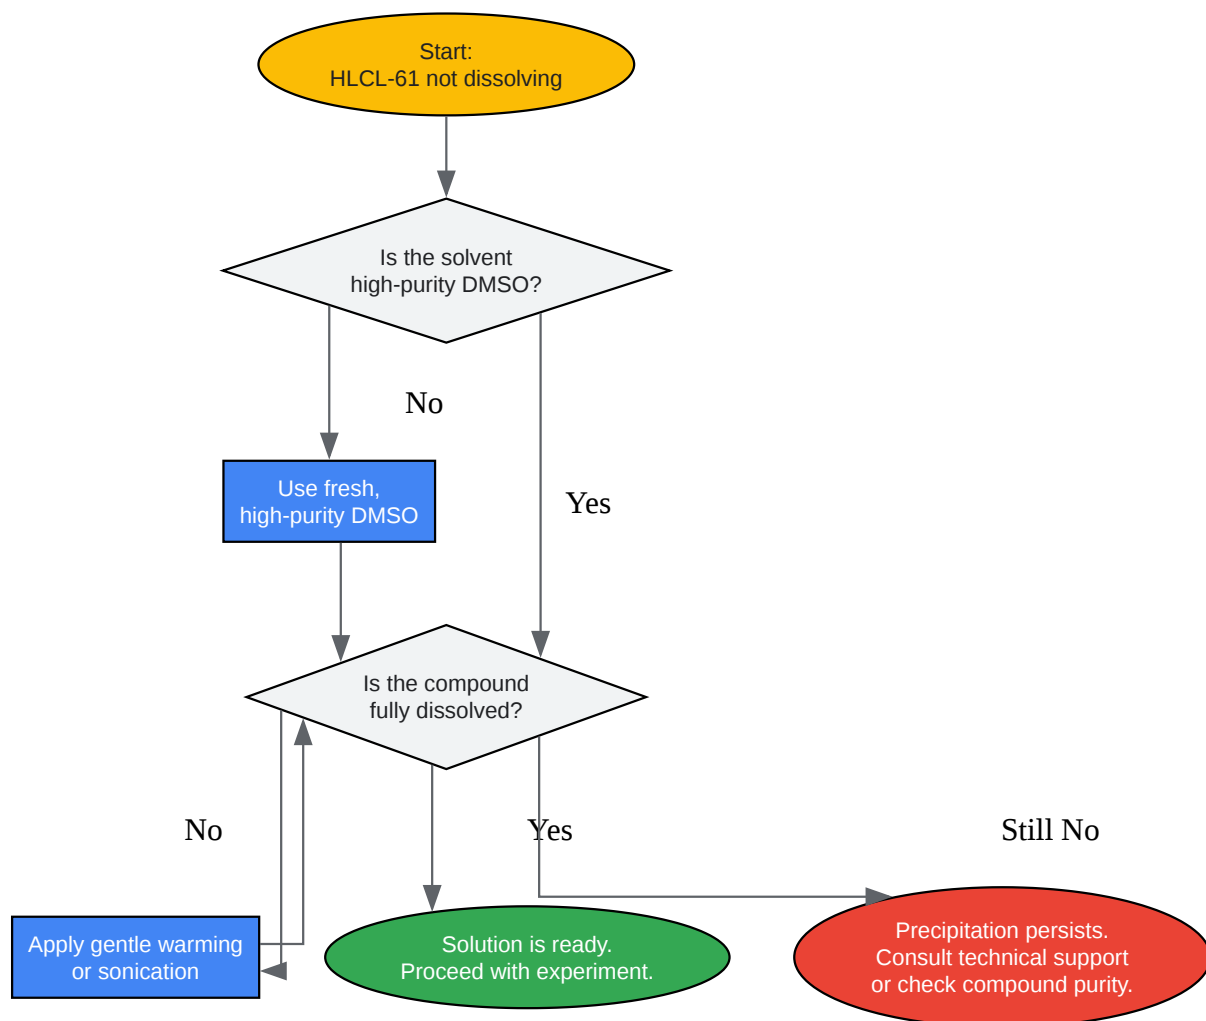 Start:
HLCL-61 not dissolving
Is the solvent
high-purity DMSO?
No
Use fresh,
high-purity DMSO
Yes
Is the compound
fully dissolved?
No
Yes
Still No
Apply gentle warming
or sonication
Solution is ready.
Proceed with experiment.
Precipitation persists.
Consult technical support
or check compound purity.